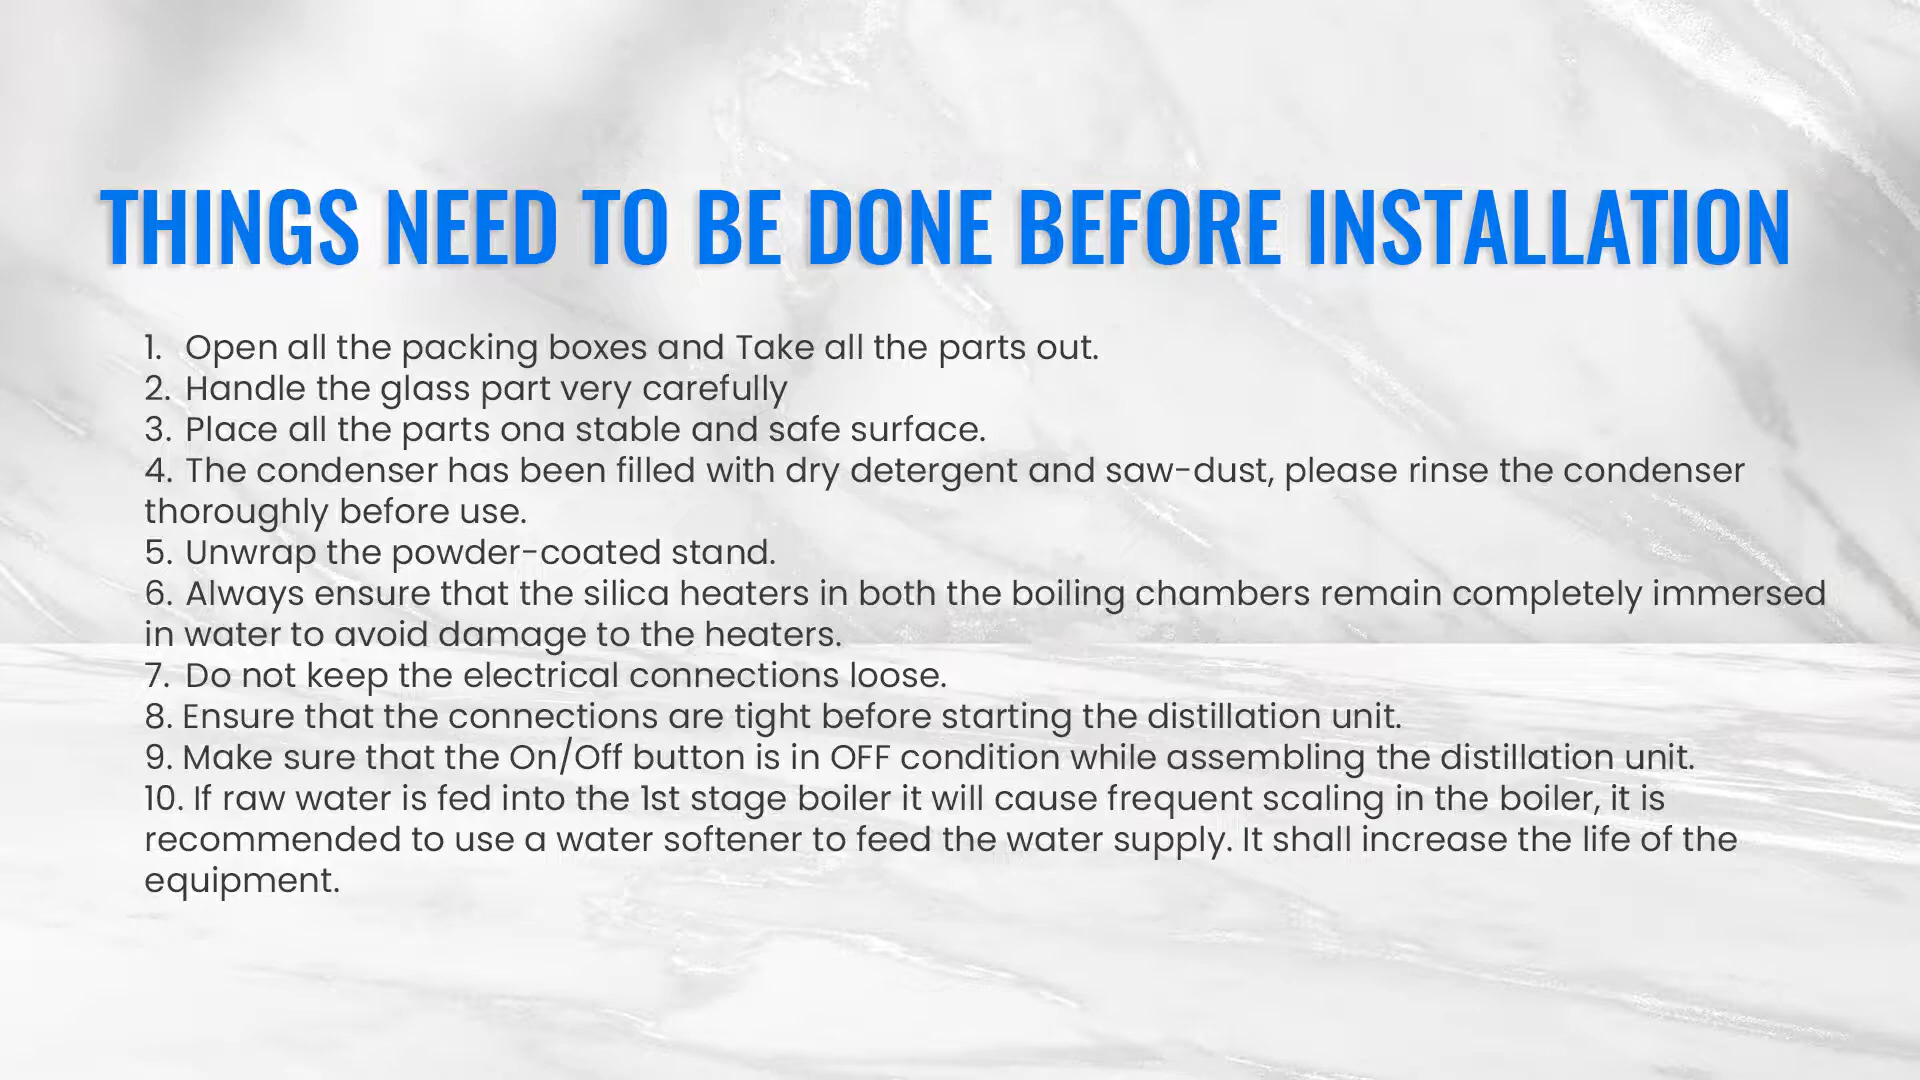 THINGS NEED TO BE DONE BEFORE INSTALLATION
1. Open all the packing boxes and Take all the parts out.
2. Handle the glass part very carefully
3. Place all the parts ona stable and safe surface.
4. The condenser has been filled with dry detergent and saw-dust, please rinse the condenser
thoroughly before use.
5. Unwrap the powder-coated stand.
6. Always ensure that the silica heaters in both the boiling chambers remain completely immersed
in water to avoid damage to the heaters.
7. Do not keep the electrical connections loose.
8. Ensure that the connections are tight before starting the distillation unit.
9. Make sure that the On/Off button is in OFF condition while assembling the distillation unit.
10. If raw water is fed into the 1st stage boiler it will cause frequent scaling in the boiler, it is
recommended to use a water softener to feed the water supply. It shall increase the life of the
equipment.